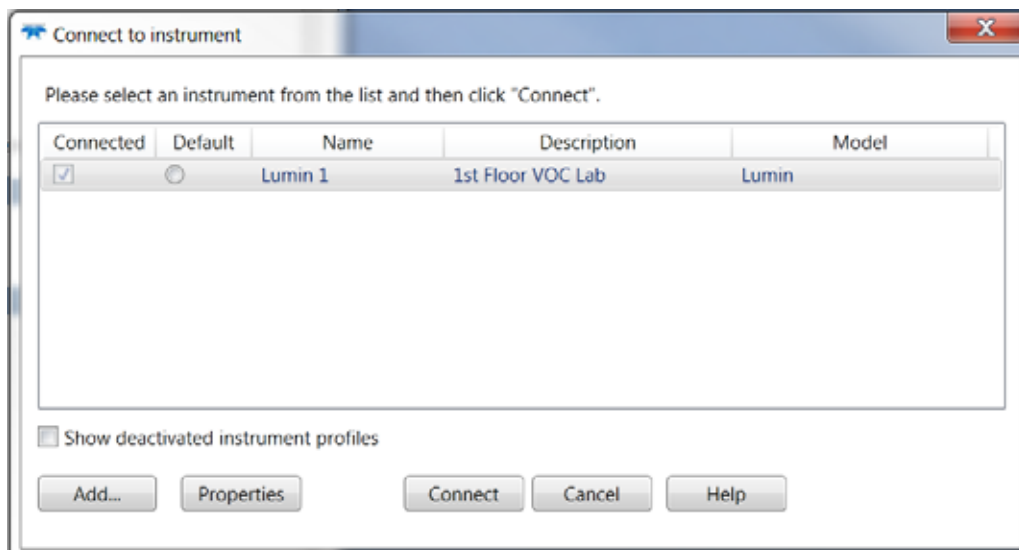 Connect to instrument
Please select an instrument from the list and then click "Connect".
Connected Default Name Description Model
Lumin 1 1st Floor VOC Lab Lumin
Show deactivated instrument profiles
Add... Properties Connect Cancel Help